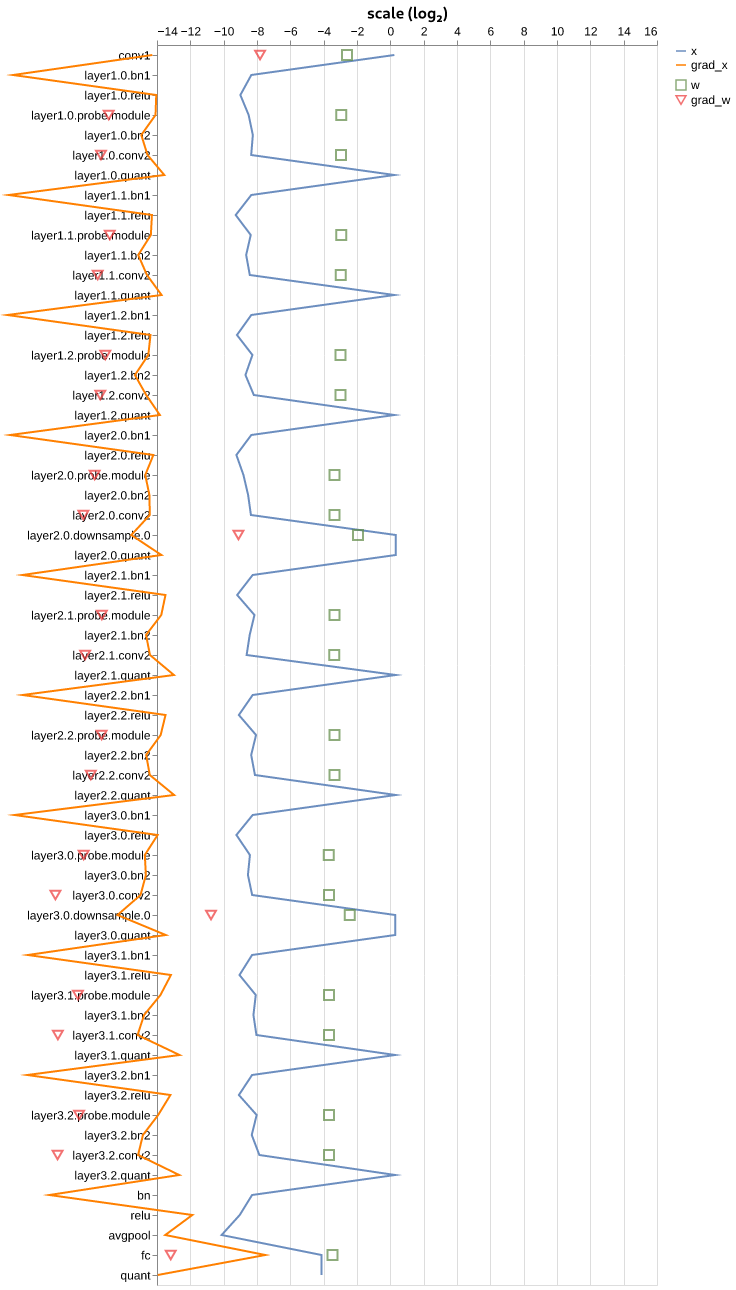 scale (log2)
−14 −12 −10 −8 −6 −4 −2 0 2 4 6 8 10 12 14 16
x
grad_x
w
grad_w
conv1
layer1.0.bn1
layer1.0.relu
layer1.0.probe.module
layer1.0.bn2
layer1.0.conv2
layer1.0.quant
layer1.1.bn1
layer1.1.relu
layer1.1.probe.module
layer1.1.bn2
layer1.1.conv2
layer1.1.quant
layer1.2.bn1
layer1.2.relu
layer1.2.probe.module
layer1.2.bn2
layer1.2.conv2
layer1.2.quant
layer2.0.bn1
layer2.0.relu
layer2.0.probe.module
layer2.0.bn2
layer2.0.conv2
layer2.0.downsample.0
layer2.0.quant
layer2.1.bn1
layer2.1.relu
layer2.1.probe.module
layer2.1.bn2
layer2.1.conv2
layer2.1.quant
layer2.2.bn1
layer2.2.relu
layer2.2.probe.module
layer2.2.bn2
layer2.2.conv2
layer2.2.quant
layer3.0.bn1
layer3.0.relu
layer3.0.probe.module
layer3.0.bn2
layer3.0.conv2
layer3.0.downsample.0
layer3.0.quant
layer3.1.bn1
layer3.1.relu
layer3.1.probe.module
layer3.1.bn2
layer3.1.conv2
layer3.1.quant
layer3.2.bn1
layer3.2.relu
layer3.2.probe.module
layer3.2.bn2
layer3.2.conv2
layer3.2.quant
bn
relu
avgpool
fc
quant